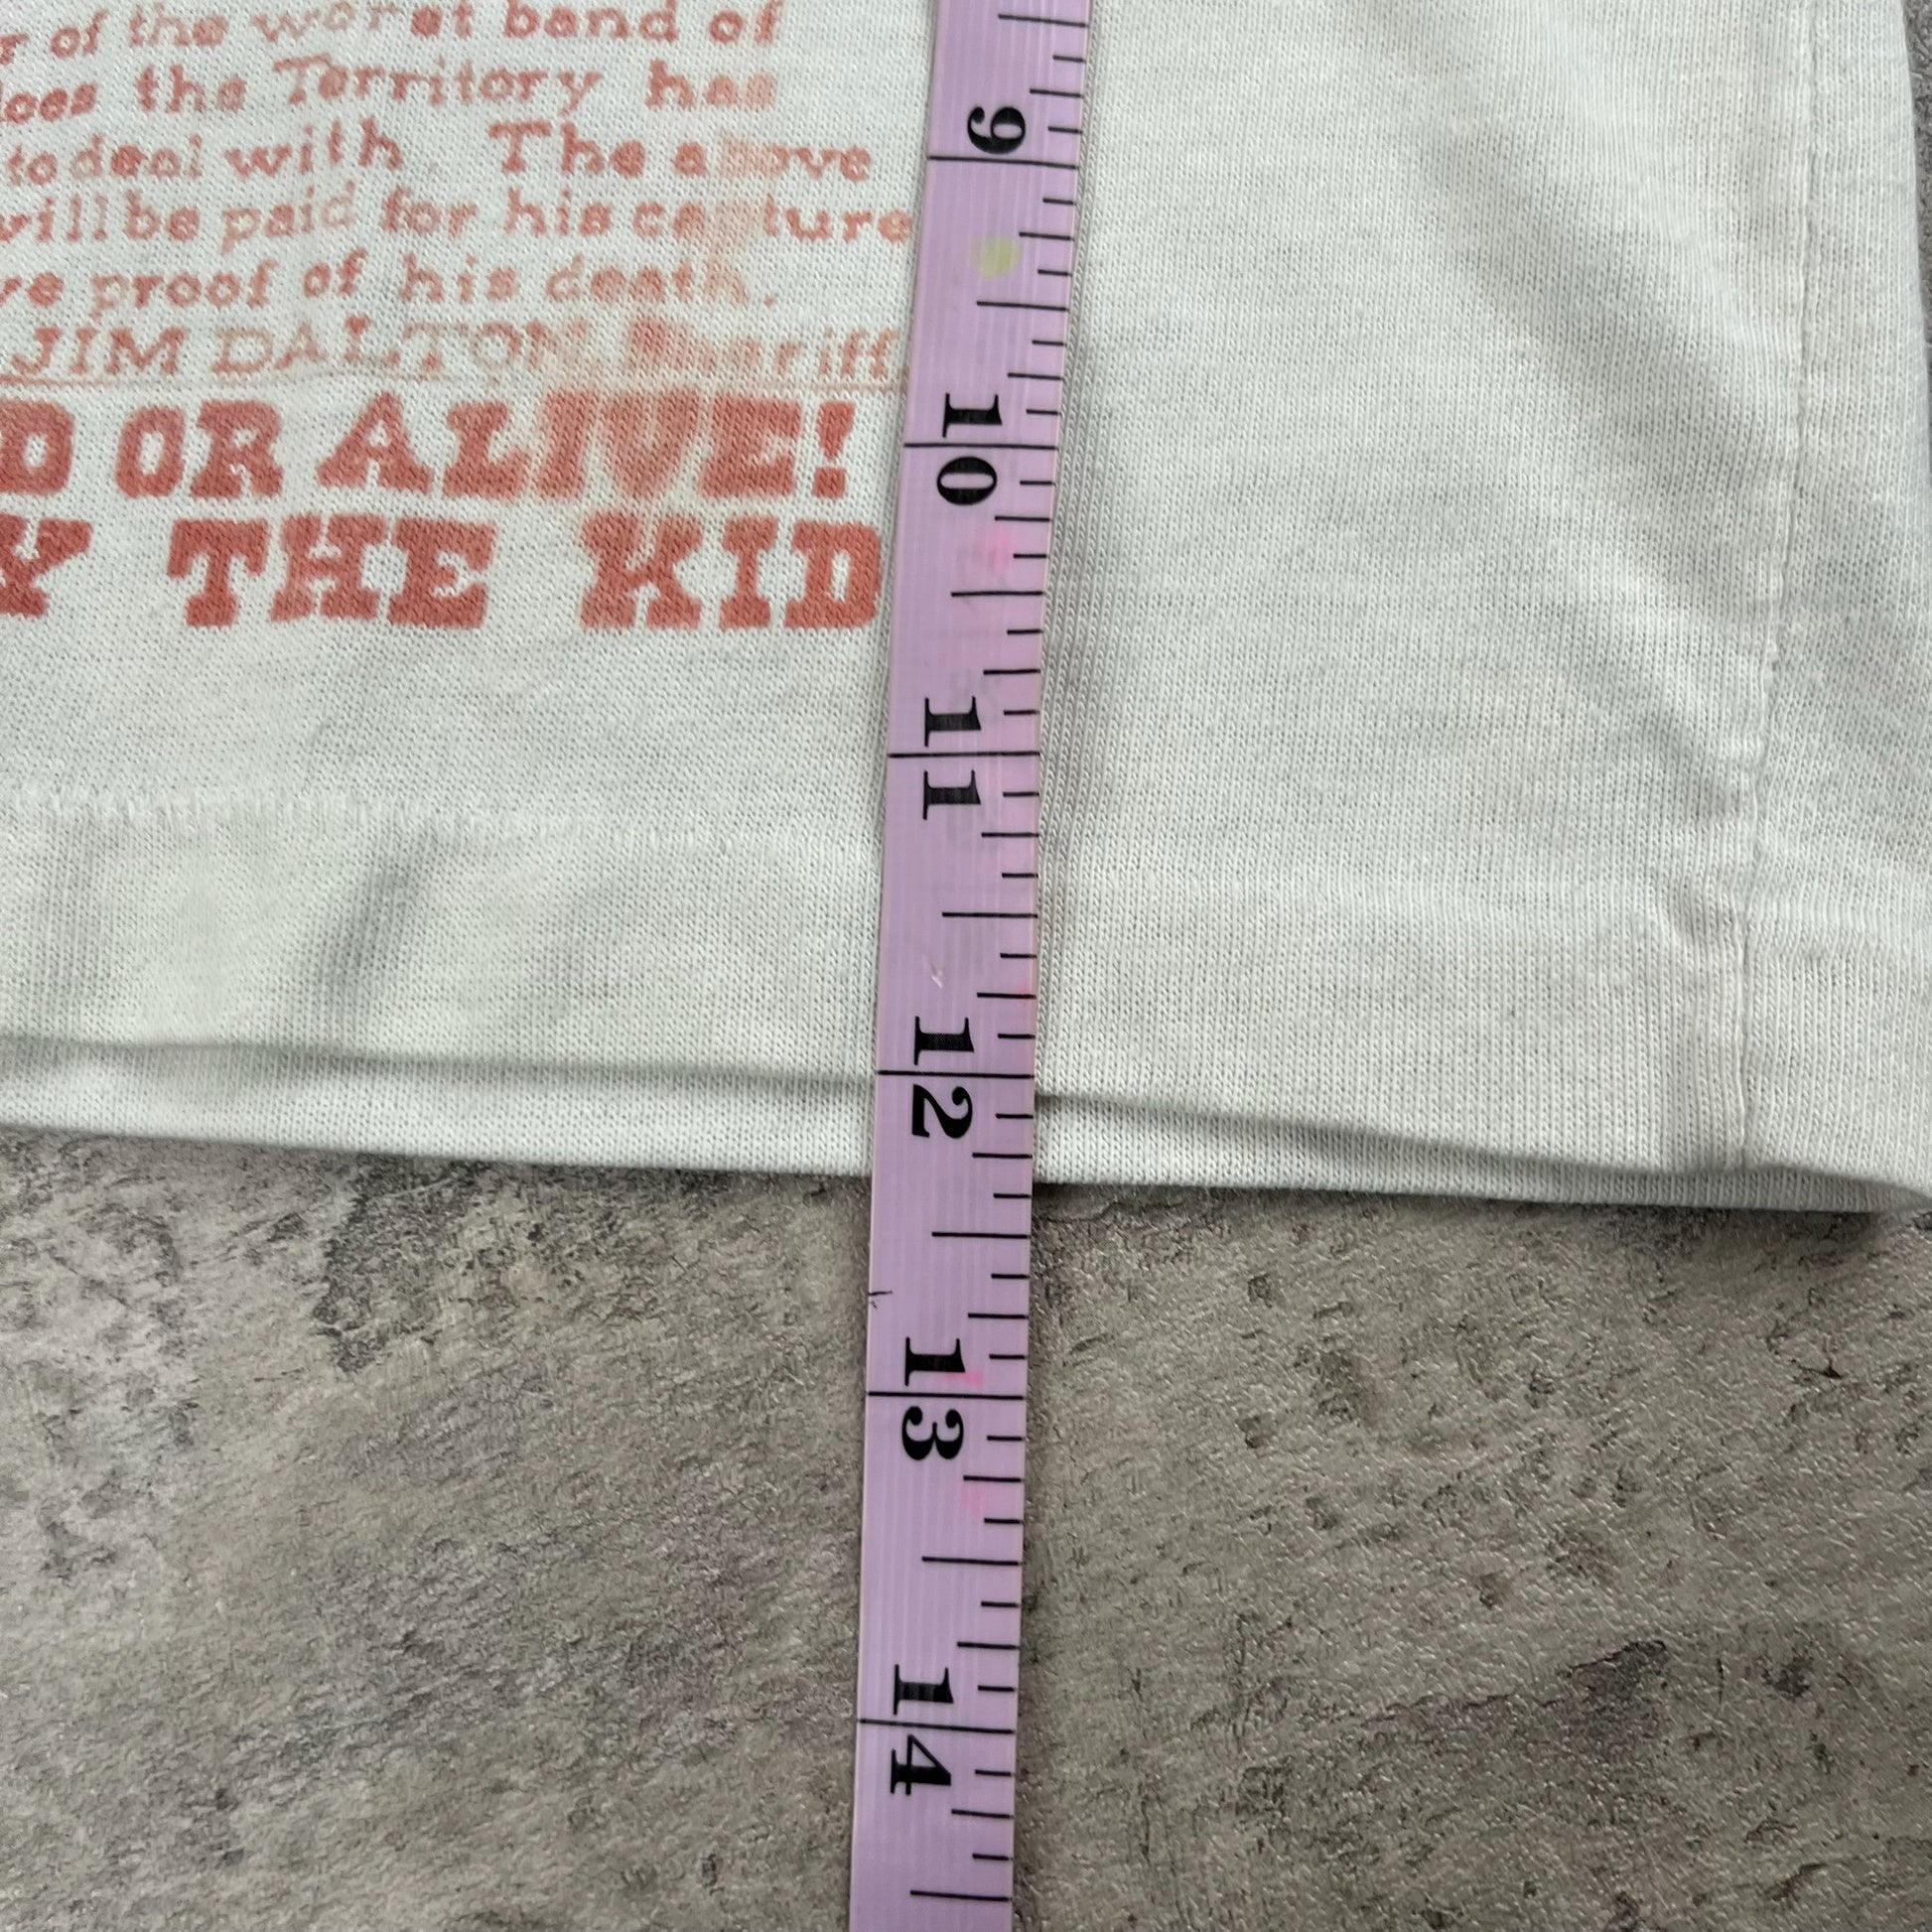 r of the worst band of
does the Territory has
to deal with. The above
will be paid for his capture
ve proof of his death.
JIM DALTON, Sheriff
D OR ALIVE!
Y THE KID
9
10
11
12
13
14